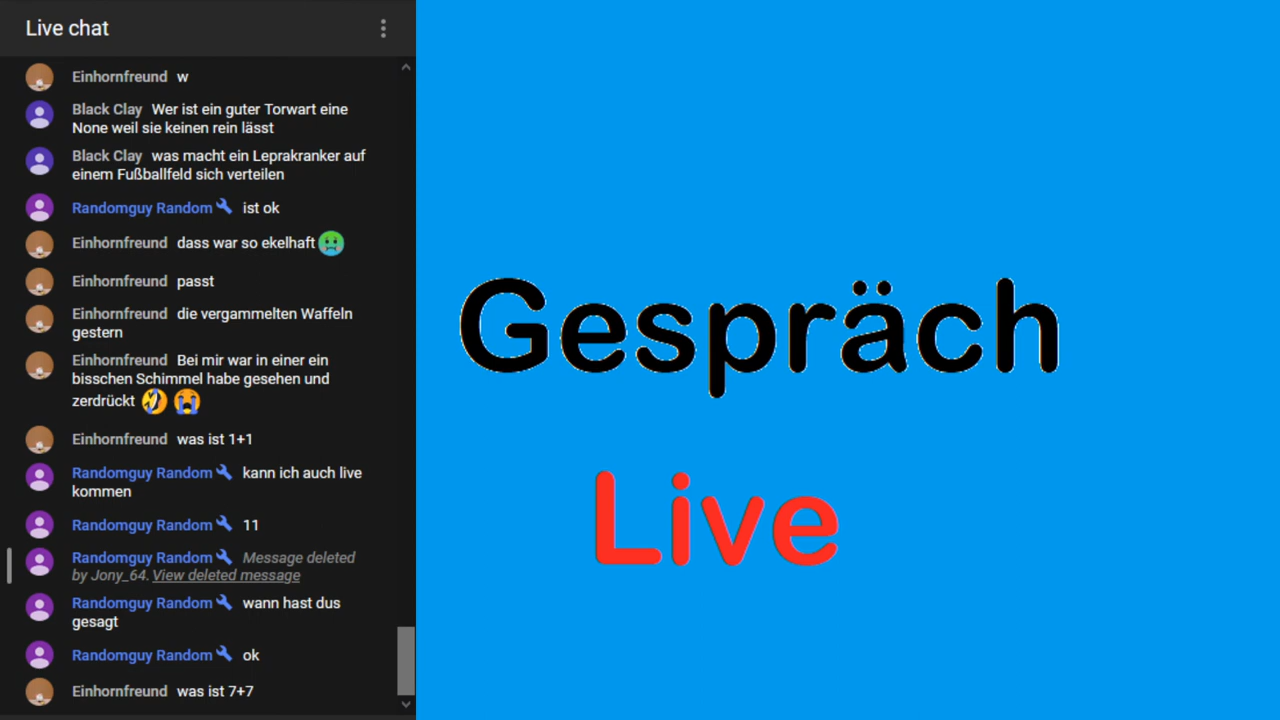 Live chat
Einhornfreund w
Black Clay Wer ist ein guter Torwart eine
None weil sie keinen rein lässt
Black Clay was macht ein Leprakranker auf
einem Fußballfeld sich verteilen
Randomguy Random ist ok
Einhornfreund dass war so ekelhaft
Einhornfreund passt
Einhornfreund die vergammelten Waffeln
gestern
Einhornfreund Bei mir war in einer ein
bisschen Schimmel habe gesehen und
zerdrückt
Einhornfreund was ist 1+1
Randomguy Random kann ich auch live
kommen
Randomguy Random 11
Randomguy Random Message deleted
by Jony_64. View deleted message
Randomguy Random wann hast dus
gesagt
Randomguy Random ok
Einhornfreund was ist 7+7
Gespräch
Live